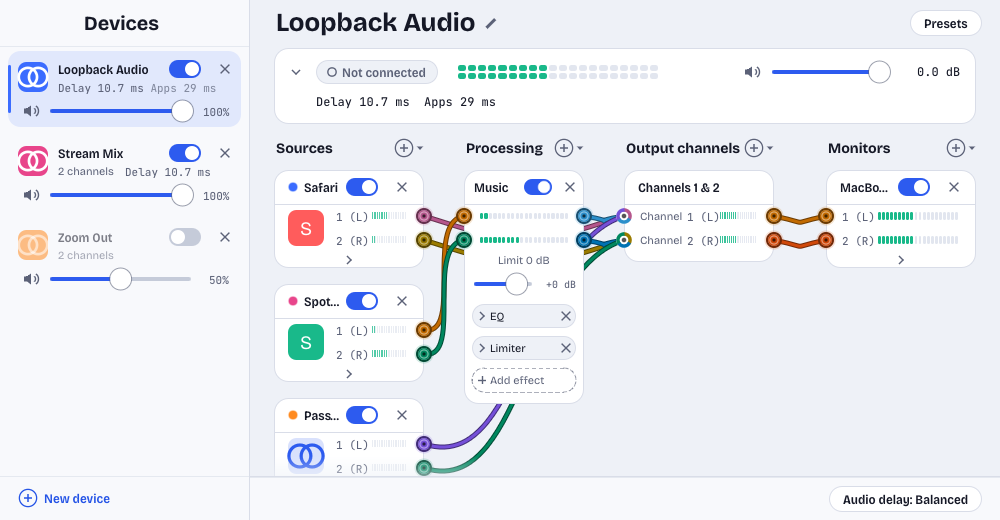 Devices
Loopback Audio
Delay 10.7 ms Apps 29 ms
100%
Stream Mix
2 channels Delay 10.7 ms
100%
Zoom Out
2 channels
50%
New device
Loopback Audio
Presets
Not connected
0.0 dB
Delay 10.7 ms Apps 29 ms
Sources
Processing
Output channels
Monitors
Safari
S
1 (L)
2 (R)
Spot...
S
1 (L)
2 (R)
Pass...
1 (L)
2 (R)
Music
Limit 0 dB
+0 dB
EQ
Limiter
+ Add effect
Channels 1 & 2
Channel 1 (L)
Channel 2 (R)
MacBo...
1 (L)
2 (R)
Audio delay: Balanced